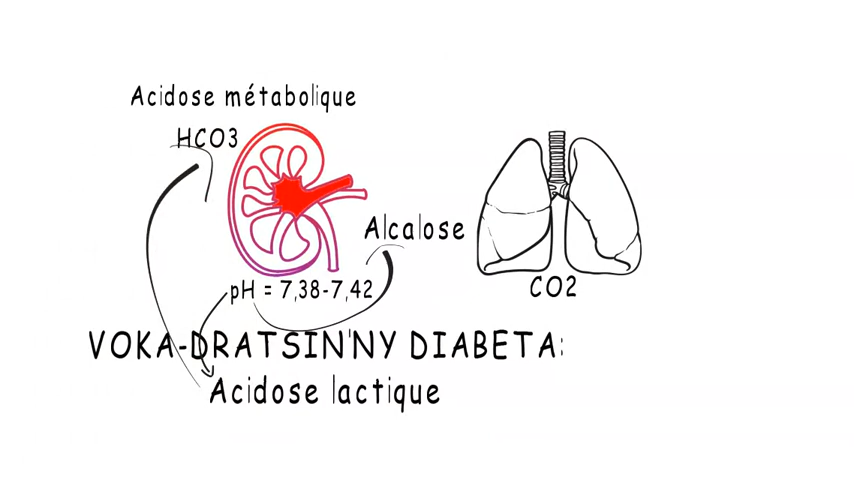 Acidose métabolique
HCO3
Alcalose
pH = 7,38-7,42
CO2
VOKA-DRATSIN'NY DIABETA:
Acidose lactique